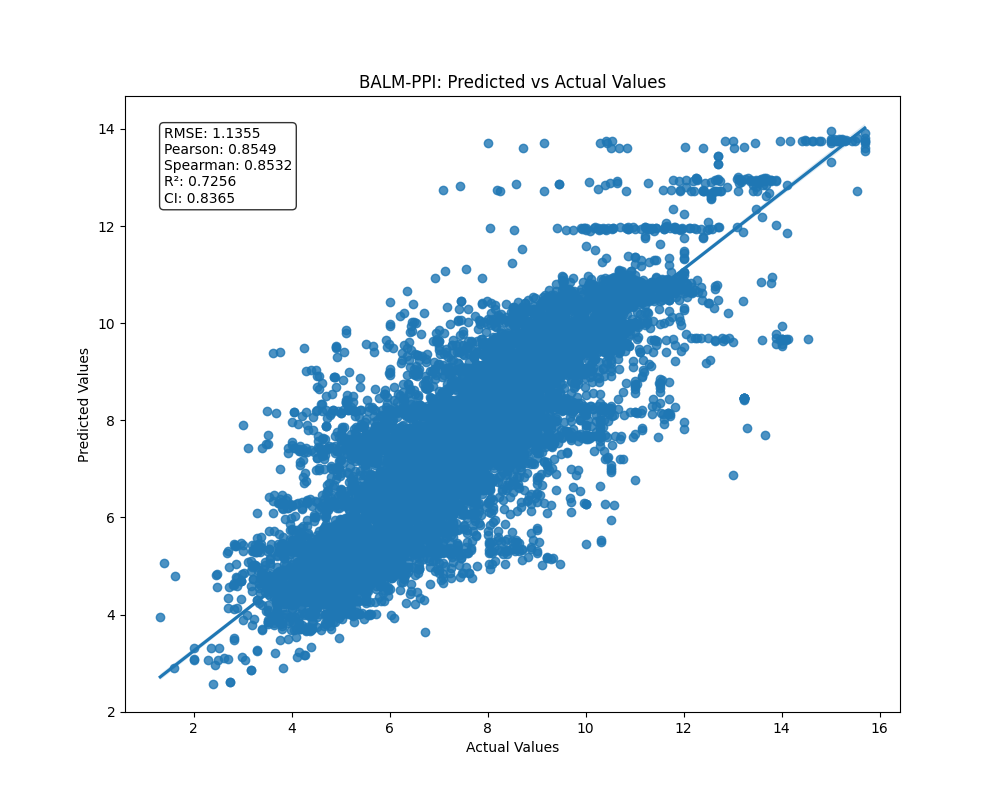 BALM-PPI: Predicted vs Actual Values
RMSE: 1.1355
Pearson: 0.8549
Spearman: 0.8532
R²: 0.7256
CI: 0.8365
Predicted Values
14
12
10
8
6
4
2
2 4 6 8 10 12 14 16
Actual Values